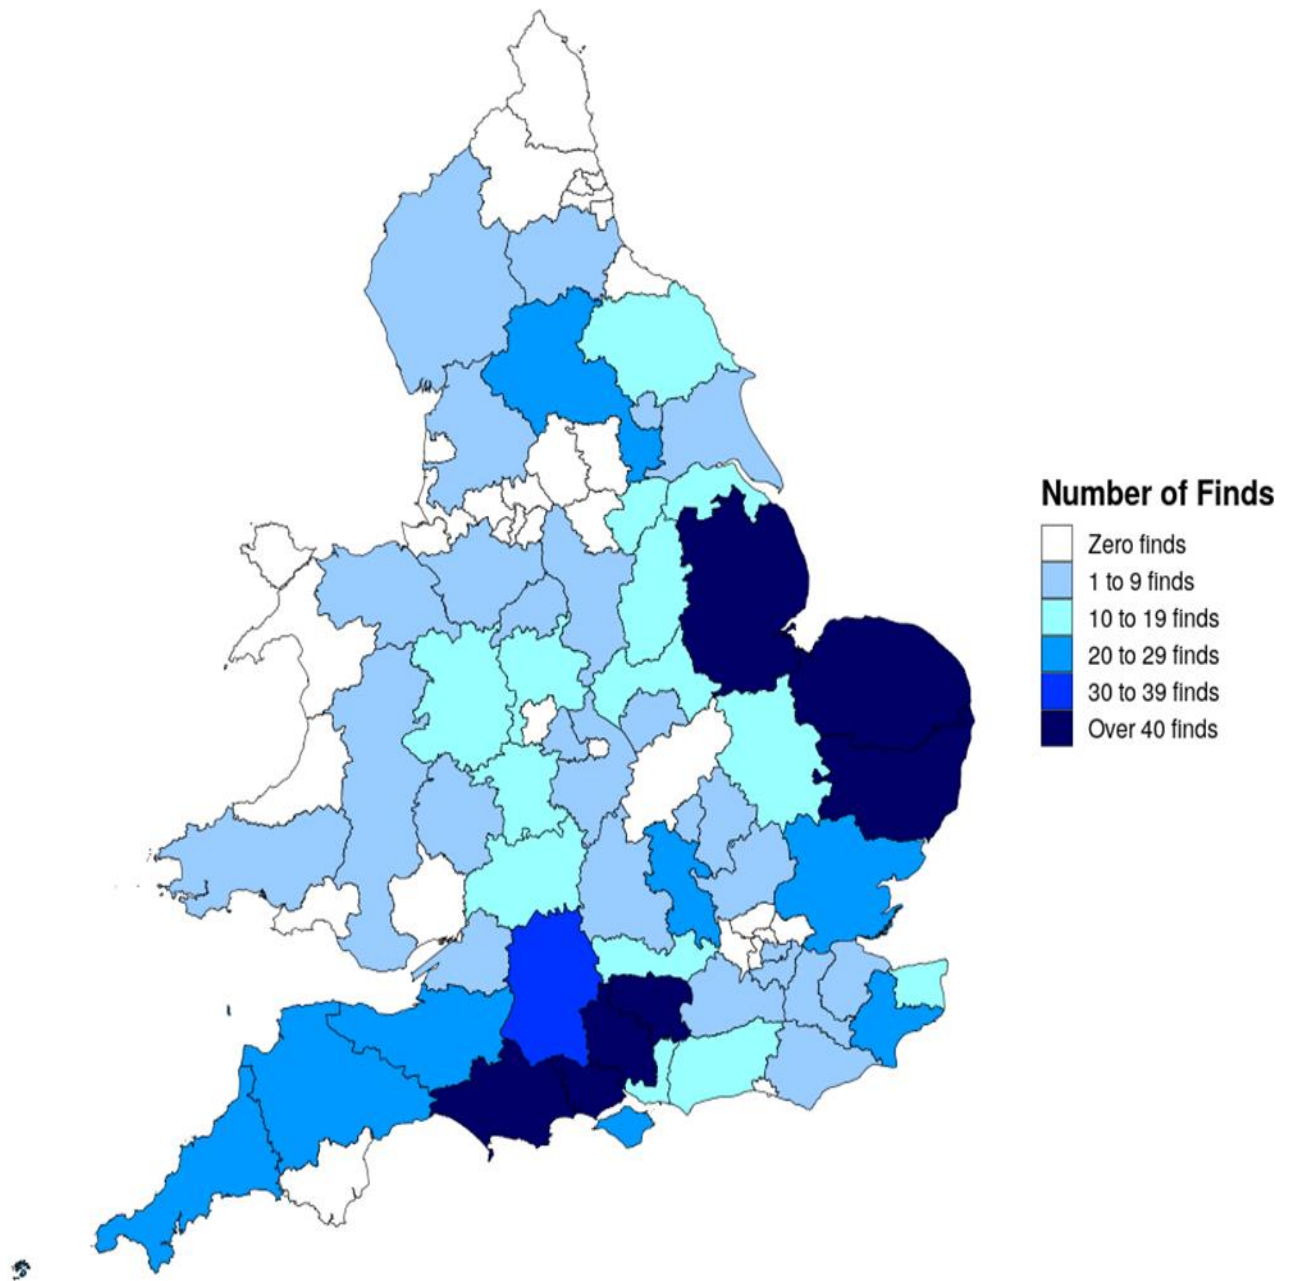 Number of Finds
Zero finds
1 to 9 finds
10 to 19 finds
20 to 29 finds
30 to 39 finds
Over 40 finds